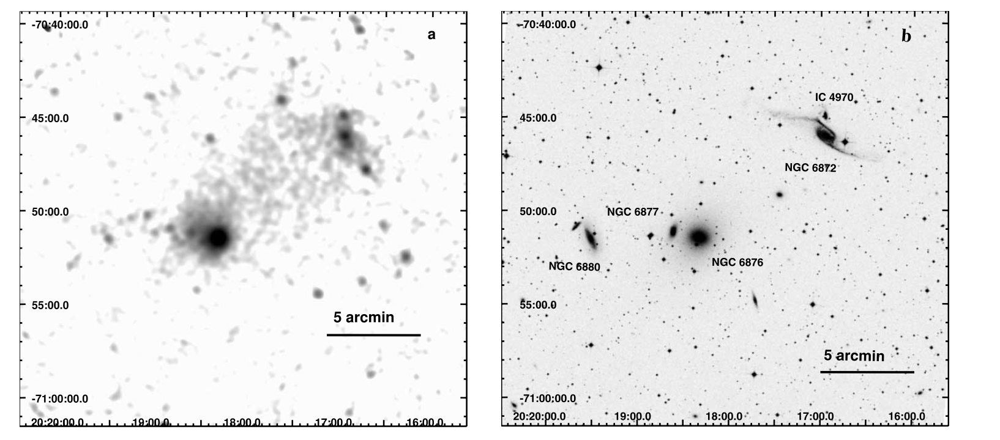 a
-70:40:00.0
45:00.0
50:00.0
55:00.0
5 arcmin
-71:00:00.0
20:20:00.0 19:00.0 18:00.0 17:00.0 16:00.0
b
-70:40:00.0
IC 4970
45:00.0
NGC 6872
50:00.0
NGC 6877
NGC 6880
NGC 6876
55:00.0
5 arcmin
-71:00:00.0
20:20:00.0 19:00.0 18:00.0 17:00.0 16:00.0